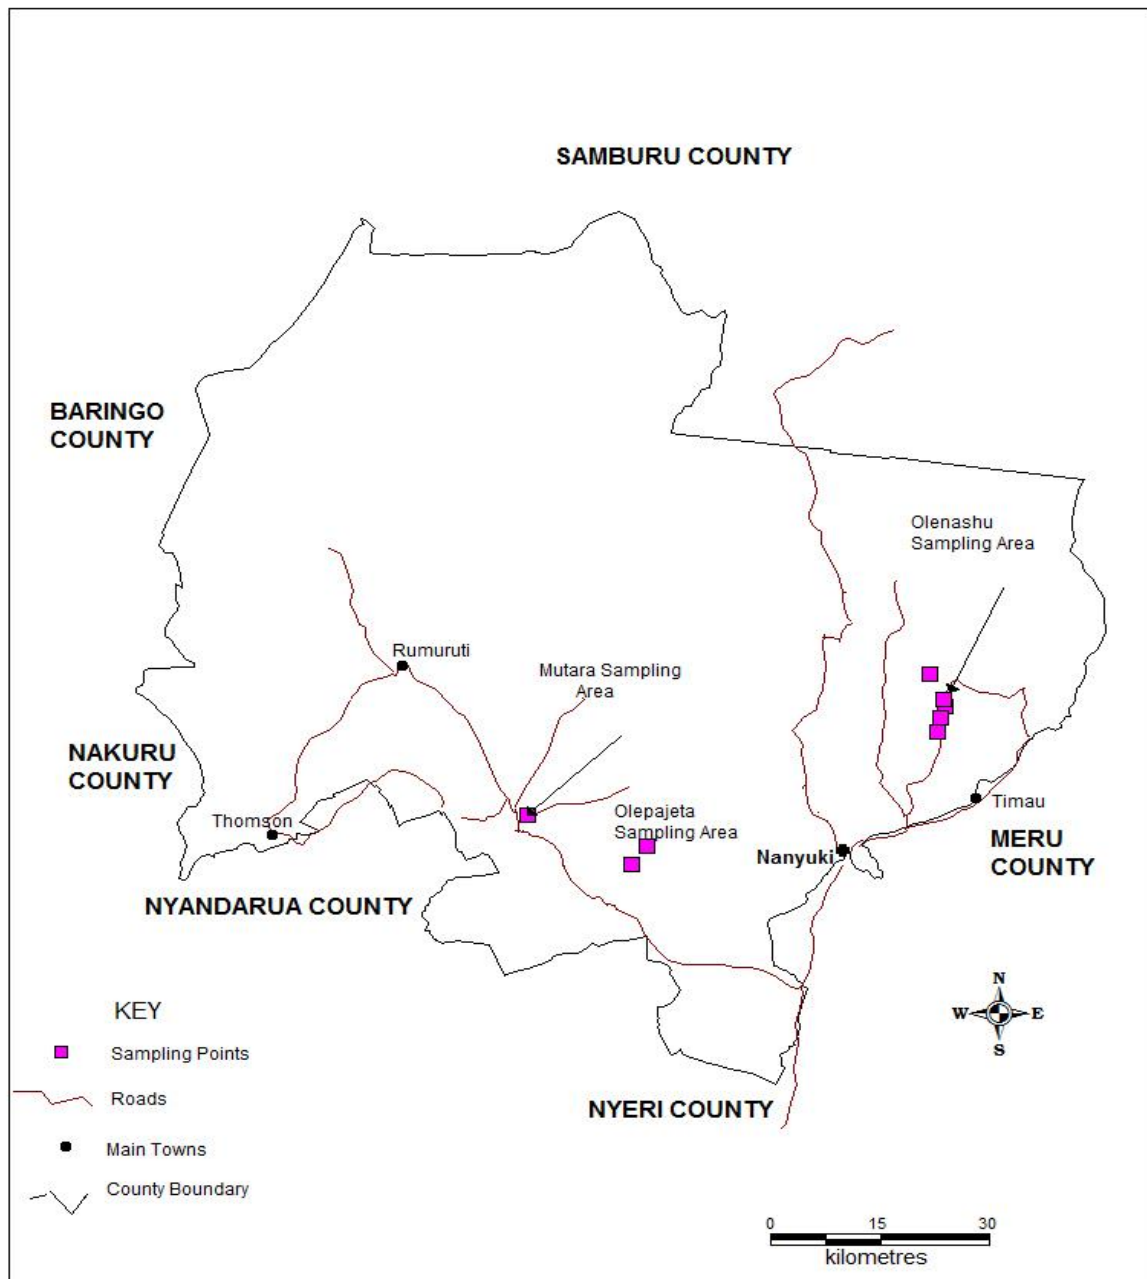 SAMBURU COUNTY
BARINGO
COUNTY
Olenashu
Sampling Area
Rumuruti
Mutara Sampling
Area
NAKURU
COUNTY
Thomson
Olepajeta
Sampling Area
Timau
Nanyuki
MERU
COUNTY
NYANDARUA COUNTY
N
W
E
S
KEY
Sampling Points
Roads
Main Towns
County Boundary
NYERI COUNTY
0 15 30
kilometres